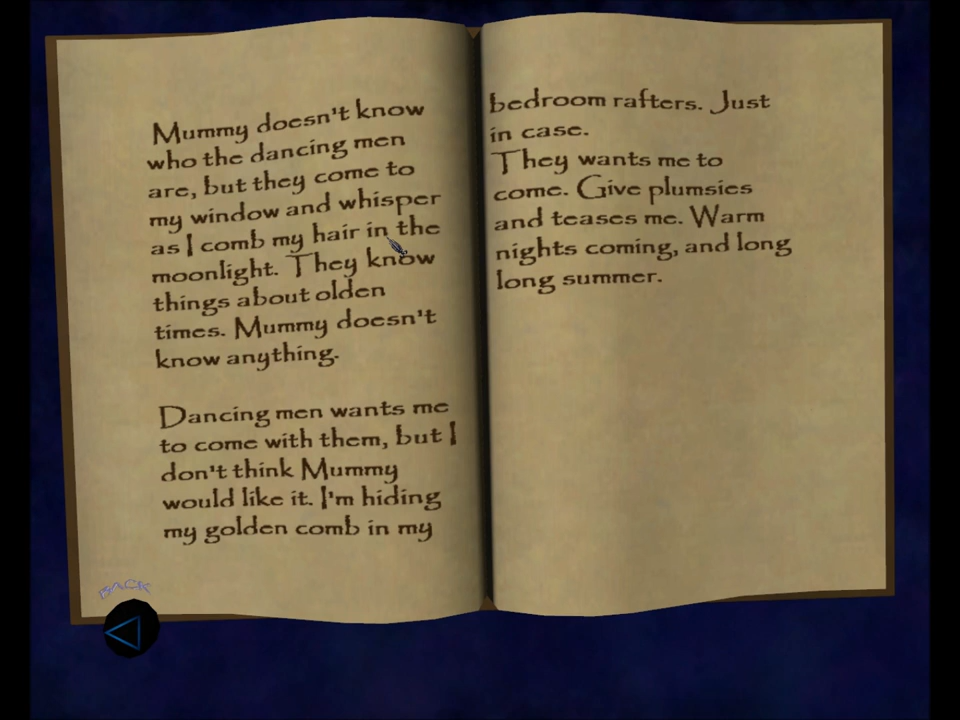 Mummy doesn't know
who the dancing men
are, but they come to
my window and whisper
as I comb my hair in the
moonlight. They know
things about olden
times. Mummy doesn't
know anything.
Dancing men wants me
to come with them, but I
don't think Mummy
would like it. I'm hiding
my golden comb in my
bedroom rafters. Just
in case.
They wants me to
come. Give plumsies
and teases me. Warm
nights coming, and long
long summer.
BACK